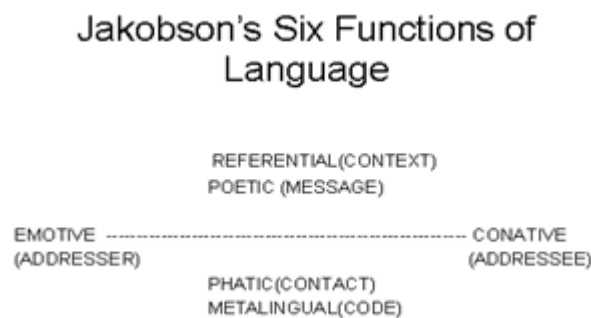 Jakobson's Six Functions of
Language
REFERENTIAL(CONTEXT)
POETIC (MESSAGE)
EMOTIVE ------------------------------------------------------------ CONATIVE
(ADDRESSER) (ADDRESSEE)
PHATIC(CONTACT)
METALINGUAL(CODE)